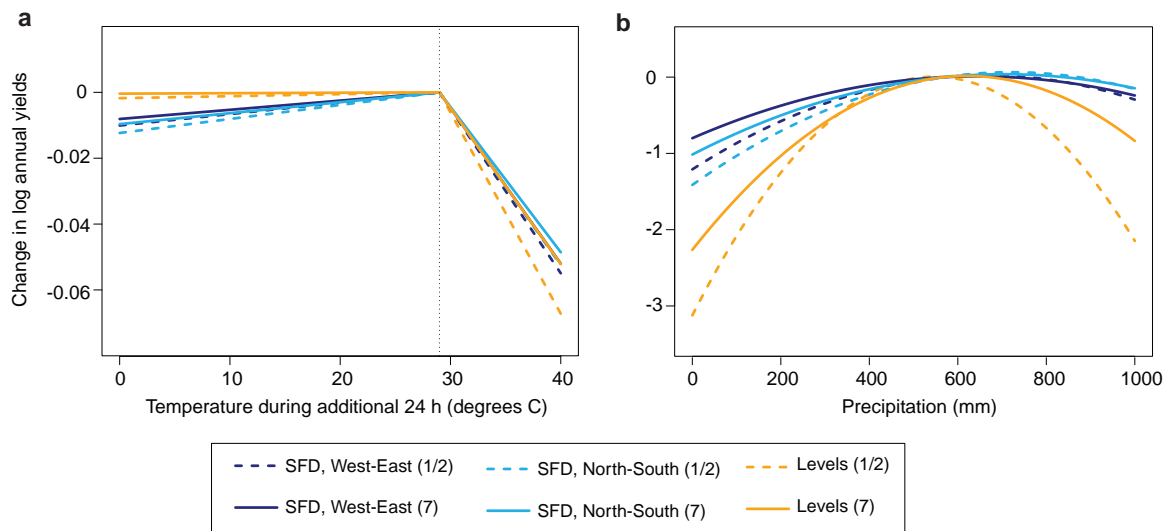 a
b
Change in log annual yields
0
-0.02
-0.04
-0.06
0 10 20 30 40
Temperature during additional 24 h (degrees C)
0
-1
-2
-3
0 200 400 600 800 1000
Precipitation (mm)
SFD, West-East (1/2) SFD, North-South (1/2) Levels (1/2)
SFD, West-East (7) SFD, North-South (7) Levels (7)